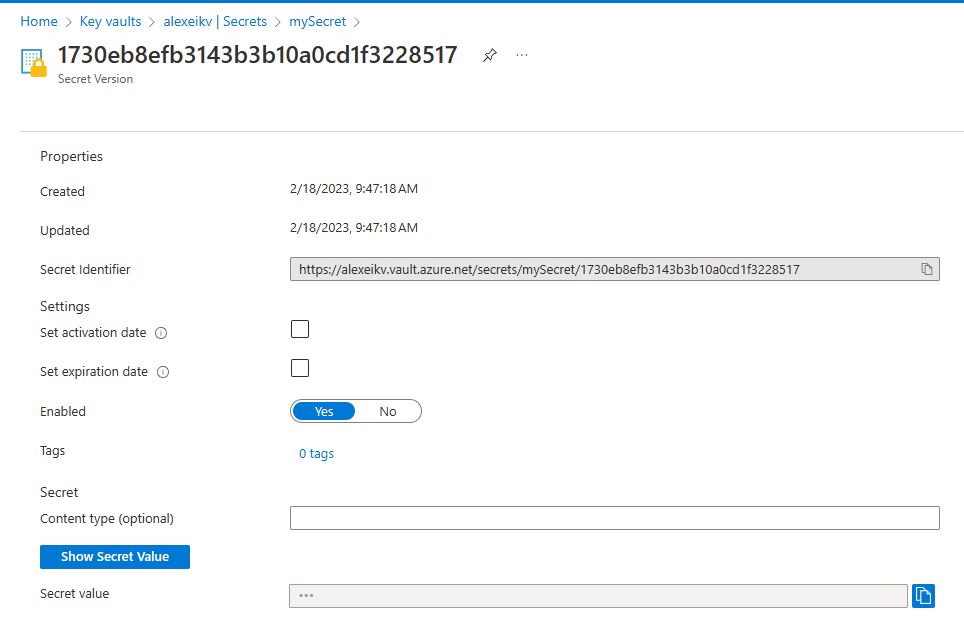 Home > Key vaults > alexeikv | Secrets > mySecret >
1730eb8efb3143b3b10a0cd1f3228517
Secret Version
Properties
Created 2/18/2023, 9:47:18 AM
Updated 2/18/2023, 9:47:18 AM
Secret Identifier https://alexeikv.vault.azure.net/secrets/mySecret/1730eb8efb3143b3b10a0cd1f3228517
Settings
Set activation date
Set expiration date
Enabled Yes No
Tags 0 tags
Secret
Content type (optional)
Show Secret Value
Secret value •••